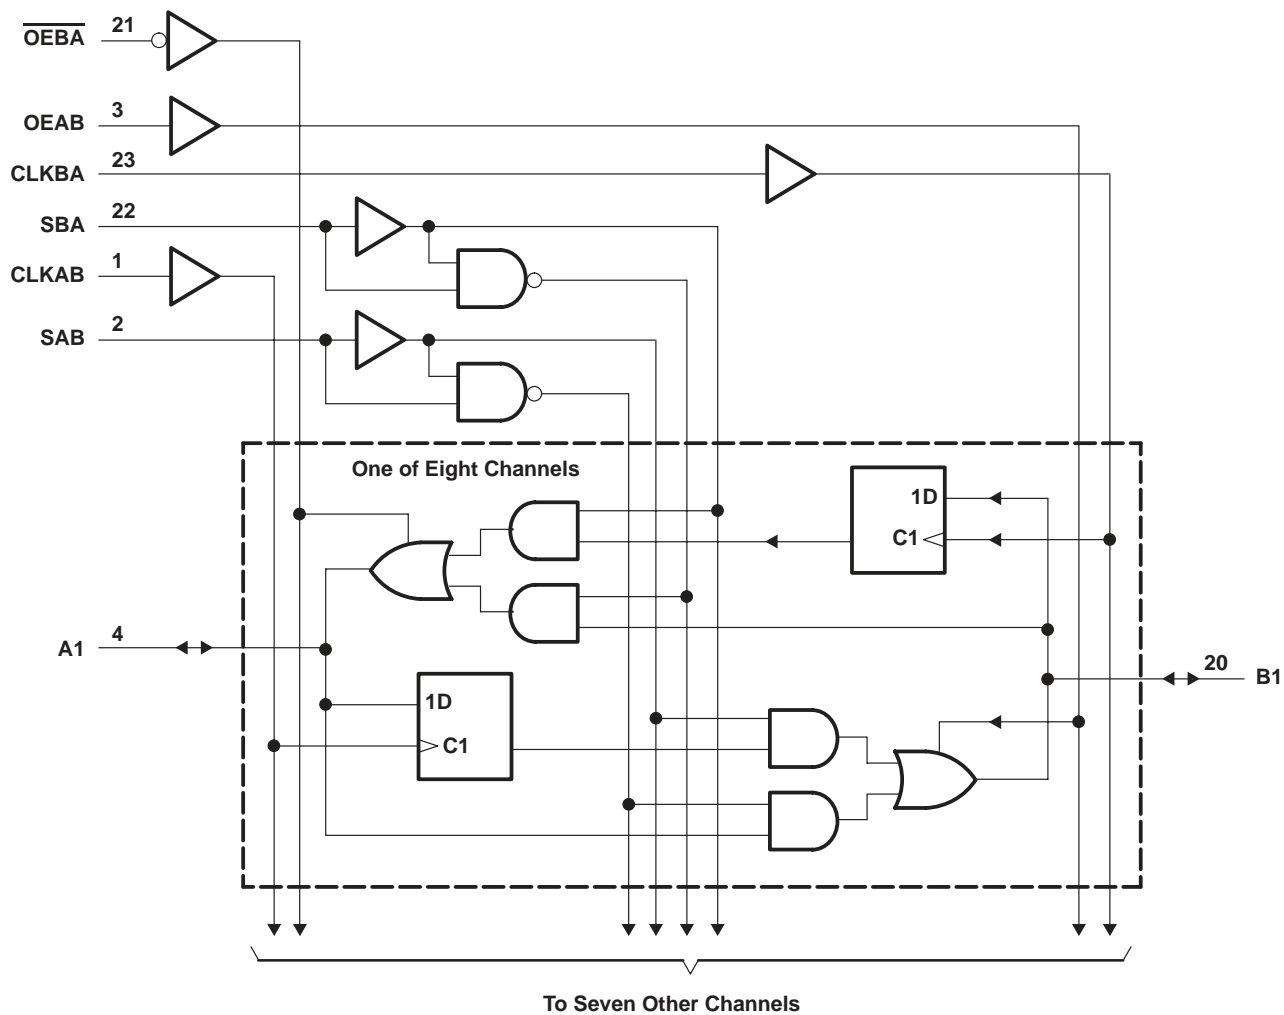 OEBA 21
OEAB 3
CLKBA 23
SBA 22
CLKAB 1
SAB 2
One of Eight Channels
1D
C1
A1 4
1D
C1
20 B1
To Seven Other Channels